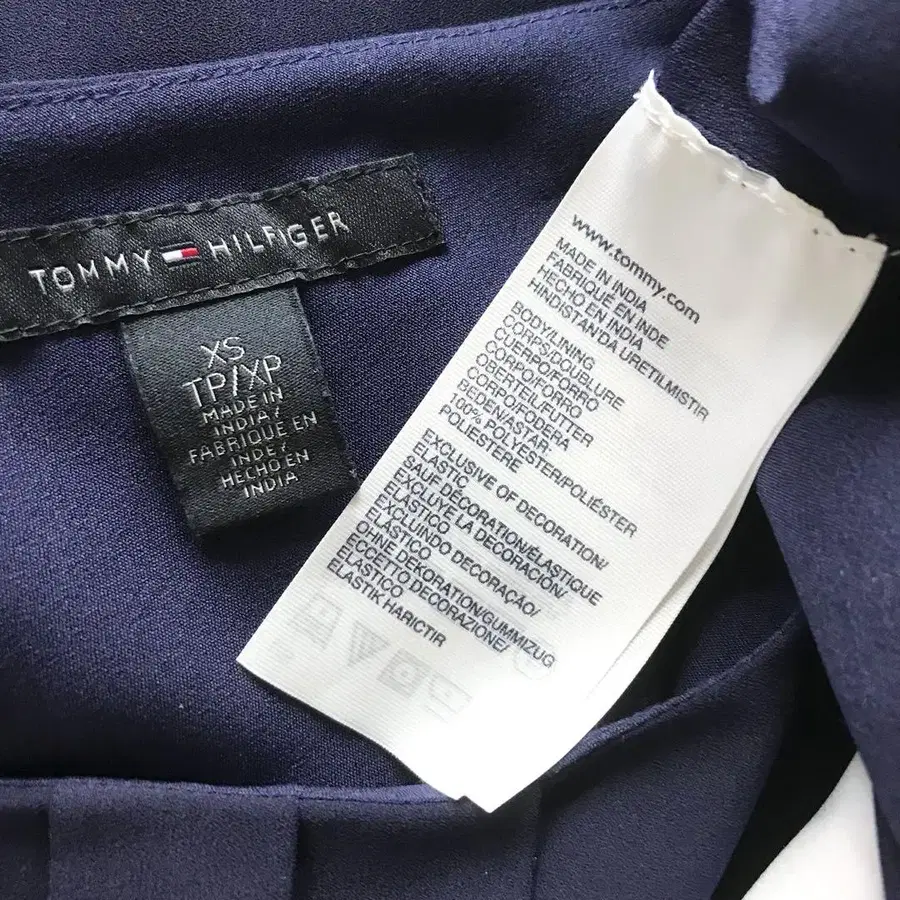 TOMMY HILFIGER
XS
TP/XP
MADE IN
INDIA/
FABRIQUE EN
INDE/
HECHO EN
INDIA
www.tommy.com
MADE IN INDIA
FABRIQUÉ EN INDE
HECHO EN INDIA
HINDISTAN'DA URETILMISTIR
BODY/LINING
CORPS/DOUBLURE
CUERPO/FORRO
CORPO/FORRO
OBERTEIL/FUTTER
CORPO/FODERA
BEDEN/ASTAR:
100% POLYESTER/POLIÉSTER
POLIESTERE
EXCLUSIVE OF DECORATION/
ELASTIC
SAUF DÉCORATION/ÉLASTIQUE
EXCLUYE LA DECORACIÓN/
ELÁSTICO
EXCLUINDO DECORAÇÃO/
ELÁSTICO
OHNE DEKORATION/GUMMIZUG
ECCETTO DECORAZIONE/
ELASTICO
ELASTIK HARICTIR